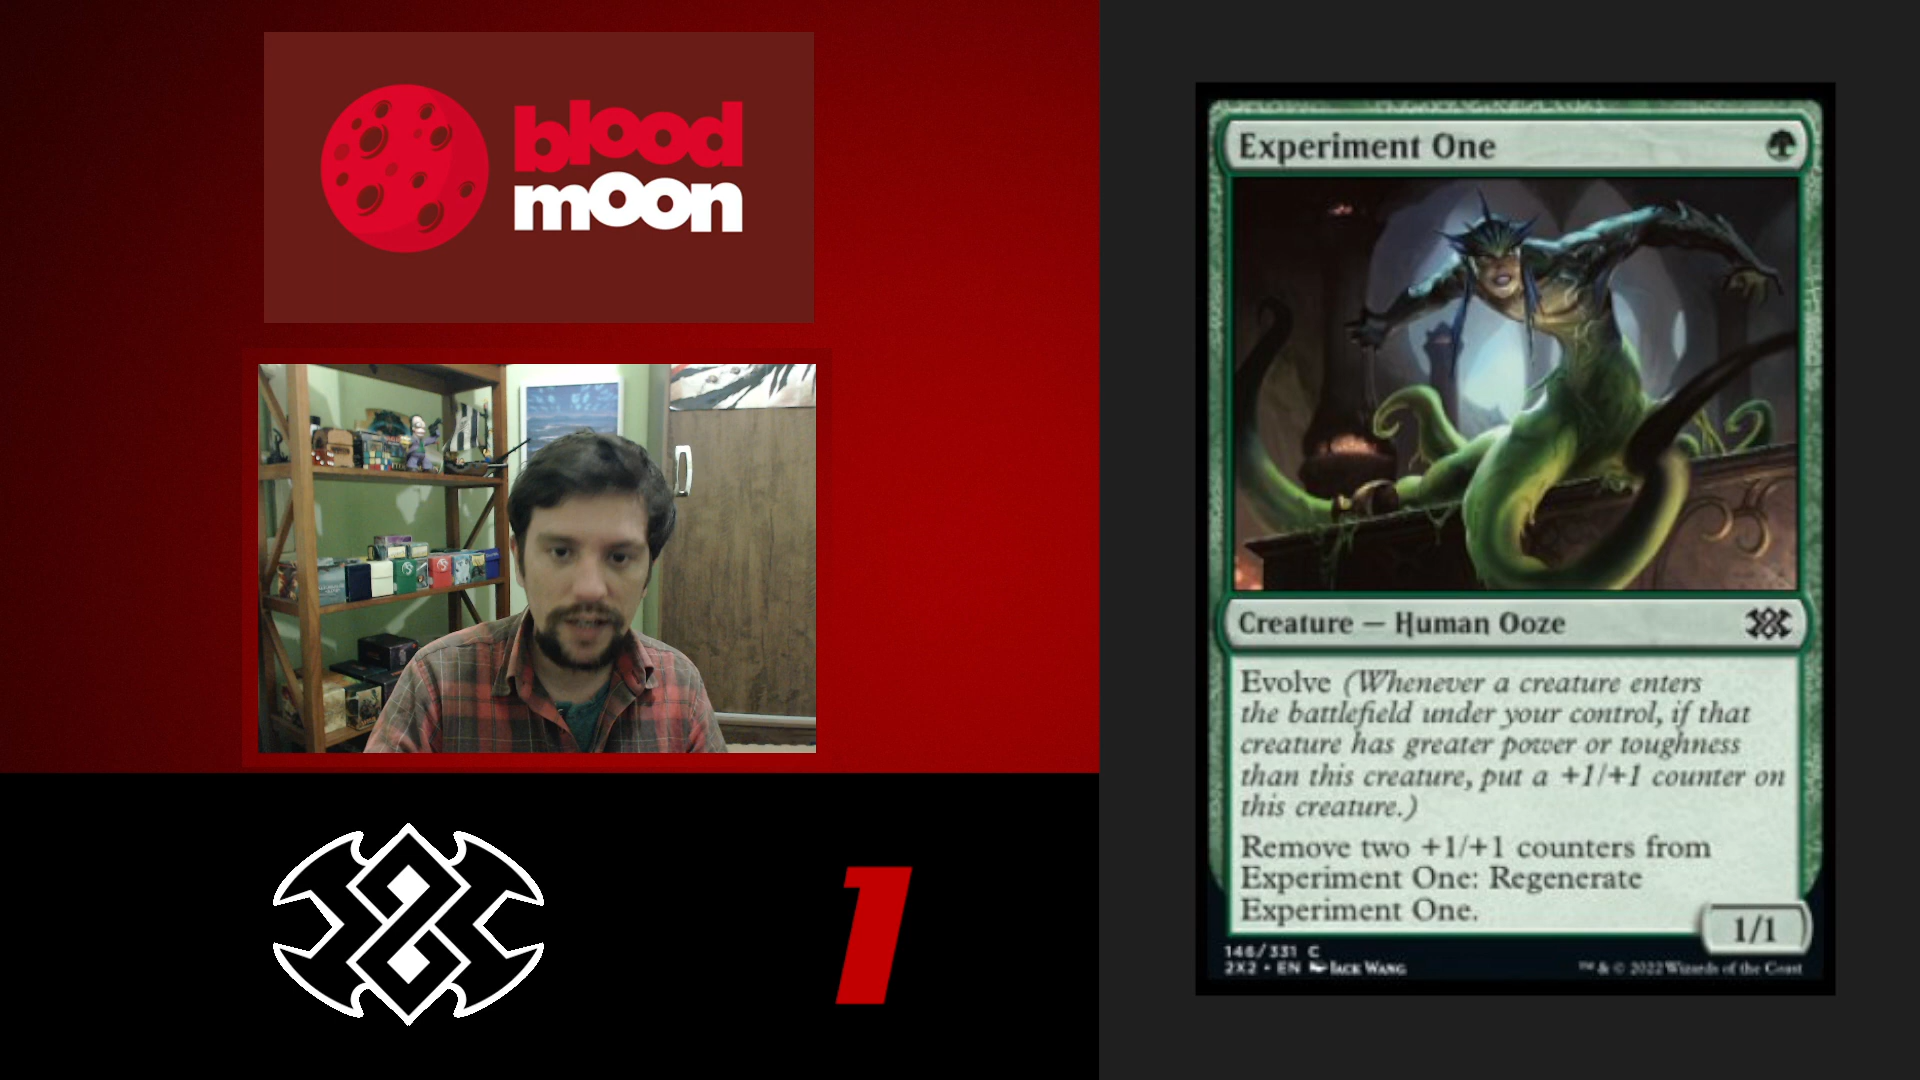 blood
moon
Experiment One
Creature — Human Ooze
Evolve (Whenever a creature enters
the battlefield under your control, if that
creature has greater power or toughness
than this creature, put a +1/+1 counter on
this creature.)
Remove two +1/+1 counters from
Experiment One: Regenerate
Experiment One.
1/1
146/331 C
2X2 • EN Jack Wang
™ & © 2022 Wizards of the Coast
1